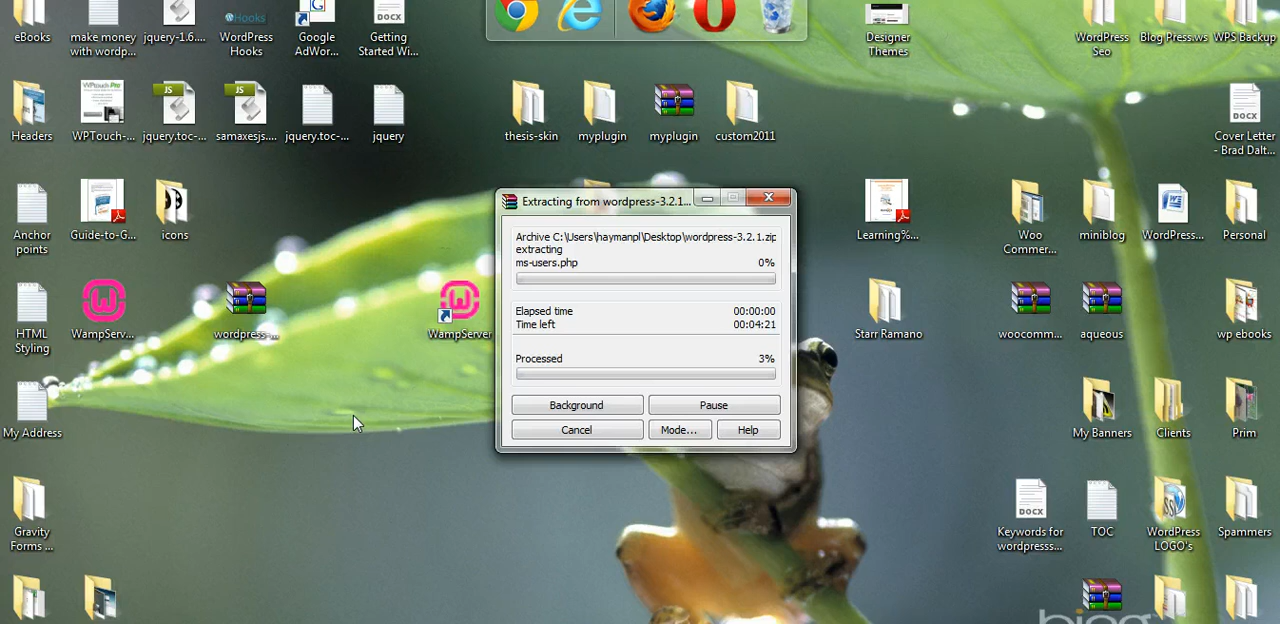 eBooks
make money
with wordp...
jquery-1.6....
WordPress
Hooks
Google
AdWor...
Getting
Started Wi...
Designer
Themes
WordPress
Seo
Blog Press.ws
WPS Backup
Headers
WPTouch-...
jquery.toc-...
samaxesjs....
jquery.toc-...
jquery
thesis-skin
myplugin
myplugin
custom2011
Cover Letter
- Brad Dalt...
Anchor
points
Guide-to-G...
icons
Extracting from wordpress-3.2.1...
Archive C:\Users\haymanpl\Desktop\wordpress-3.2.1.zip
extracting
ms-users.php 0%
Elapsed time 00:00:00
Time left 00:04:21
Processed 3%
Background Pause
Cancel Mode... Help
Learning%...
Woo
Commer...
miniblog
WordPress...
Personal
HTML
Styling
WampServ...
wordpress-...
WampServer
Starr Ramano
woocomm...
aqueous
wp ebooks
My Address
My Banners
Clients
Prim
Gravity
Forms ...
Keywords for
wordpresss...
TOC
WordPress
LOGO's
Spammers
bing